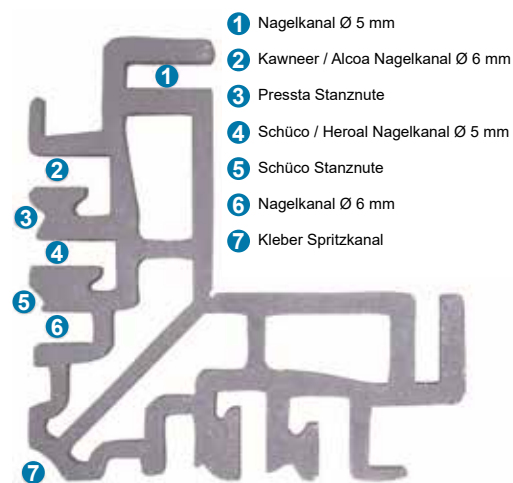 1 Nagelkanal Ø 5 mm
2 Kawneer / Alcoa Nagelkanal Ø 6 mm
3 Pressta Stanznute
4 Schüco / Heroal Nagelkanal Ø 5 mm
5 Schüco Stanznute
6 Nagelkanal Ø 6 mm
7 Kleber Spritzkanal
1
2
3
4
5
6
7